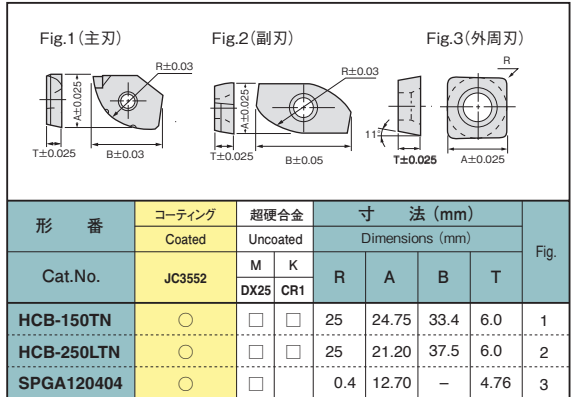 Fig.1（主刃） Fig.2（副刃） Fig.3（外周刃）
R±0.03 R±0.03 R
A±0.025 A±0.025 11°
T±0.025 B±0.03 T±0.025 B±0.05 T±0.025 A±0.025
形 番 コーティング 超硬合金 寸 法（mm） Fig.
Coated Uncoated Dimensions（mm）
Cat.No. JC3552 M K R A B T
DX25 CR1
HCB-150TN ○ □ □ 25 24.75 33.4 6.0 1
HCB-250LTN ○ □ □ 25 21.20 37.5 6.0 2
SPGA120404 ○ □ 0.4 12.70 – 4.76 3